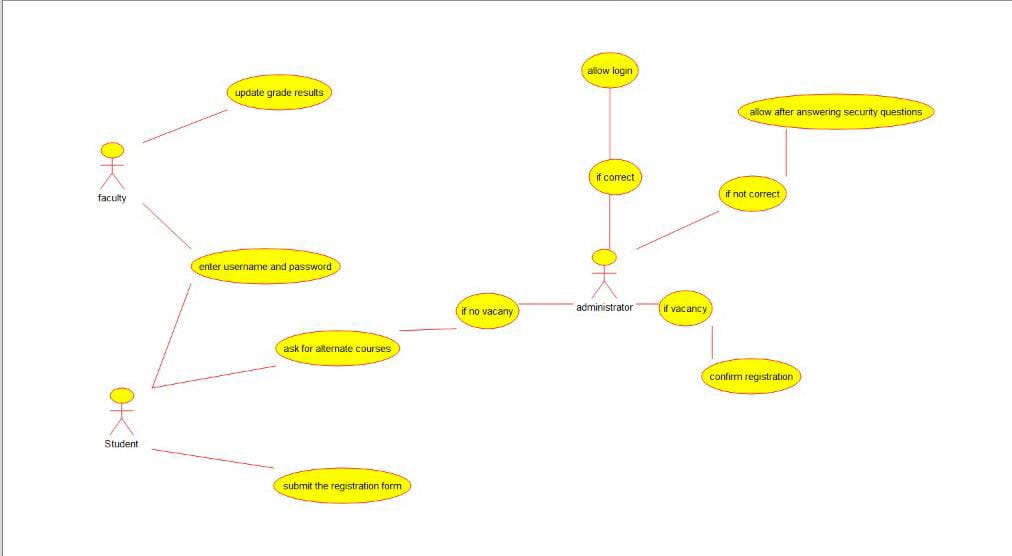 allow login
update grade results
allow after answering security questions
if correct
if not correct
faculty
enter username and password
administrator
if no vacany
if vacancy
ask for alternate courses
confirm registration
Student
submit the registration form